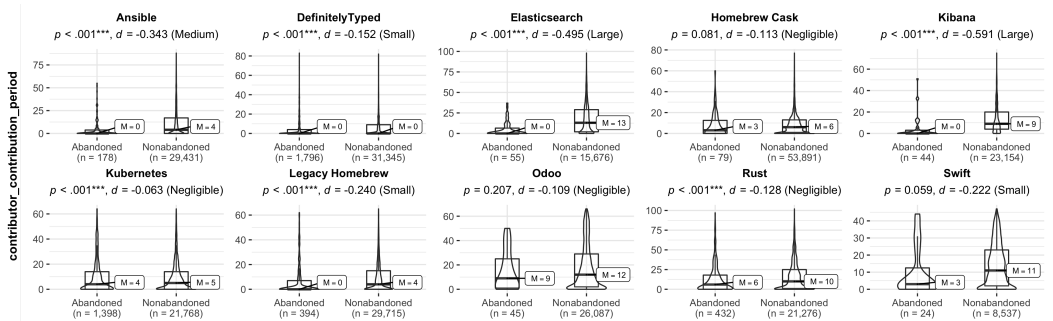 contributor_contribution_period
Ansible
p < .001***, d = -0.343 (Medium)
75
50
25
0
M = 0
M = 4
Abandoned
(n = 178)
Nonabandoned
(n = 29,431)
DefinitelyTyped
p < .001***, d = -0.152 (Small)
80
60
40
20
0
M = 0
M = 0
Abandoned
(n = 1,796)
Nonabandoned
(n = 31,345)
Elasticsearch
p < .001***, d = -0.495 (Large)
100
75
50
25
0
M = 0
M = 13
Abandoned
(n = 55)
Nonabandoned
(n = 15,676)
Homebrew Cask
p = 0.081, d = -0.113 (Negligible)
80
60
40
20
0
M = 3
M = 6
Abandoned
(n = 79)
Nonabandoned
(n = 53,891)
Kibana
p < .001***, d = -0.591 (Large)
60
40
20
0
M = 0
M = 9
Abandoned
(n = 44)
Nonabandoned
(n = 23,154)
Kubernetes
p < .001***, d = -0.063 (Negligible)
60
40
20
0
M = 4
M = 5
Abandoned
(n = 1,398)
Nonabandoned
(n = 21,768)
Legacy Homebrew
p < .001***, d = -0.240 (Small)
60
40
20
0
M = 0
M = 4
Abandoned
(n = 394)
Nonabandoned
(n = 29,715)
Odoo
p = 0.207, d = -0.109 (Negligible)
60
40
20
0
M = 9
M = 12
Abandoned
(n = 45)
Nonabandoned
(n = 26,087)
Rust
p < .001***, d = -0.128 (Negligible)
100
75
50
25
0
M = 6
M = 10
Abandoned
(n = 432)
Nonabandoned
(n = 21,276)
Swift
p = 0.059, d = -0.222 (Small)
40
30
20
10
0
M = 3
M = 11
Abandoned
(n = 24)
Nonabandoned
(n = 8,537)